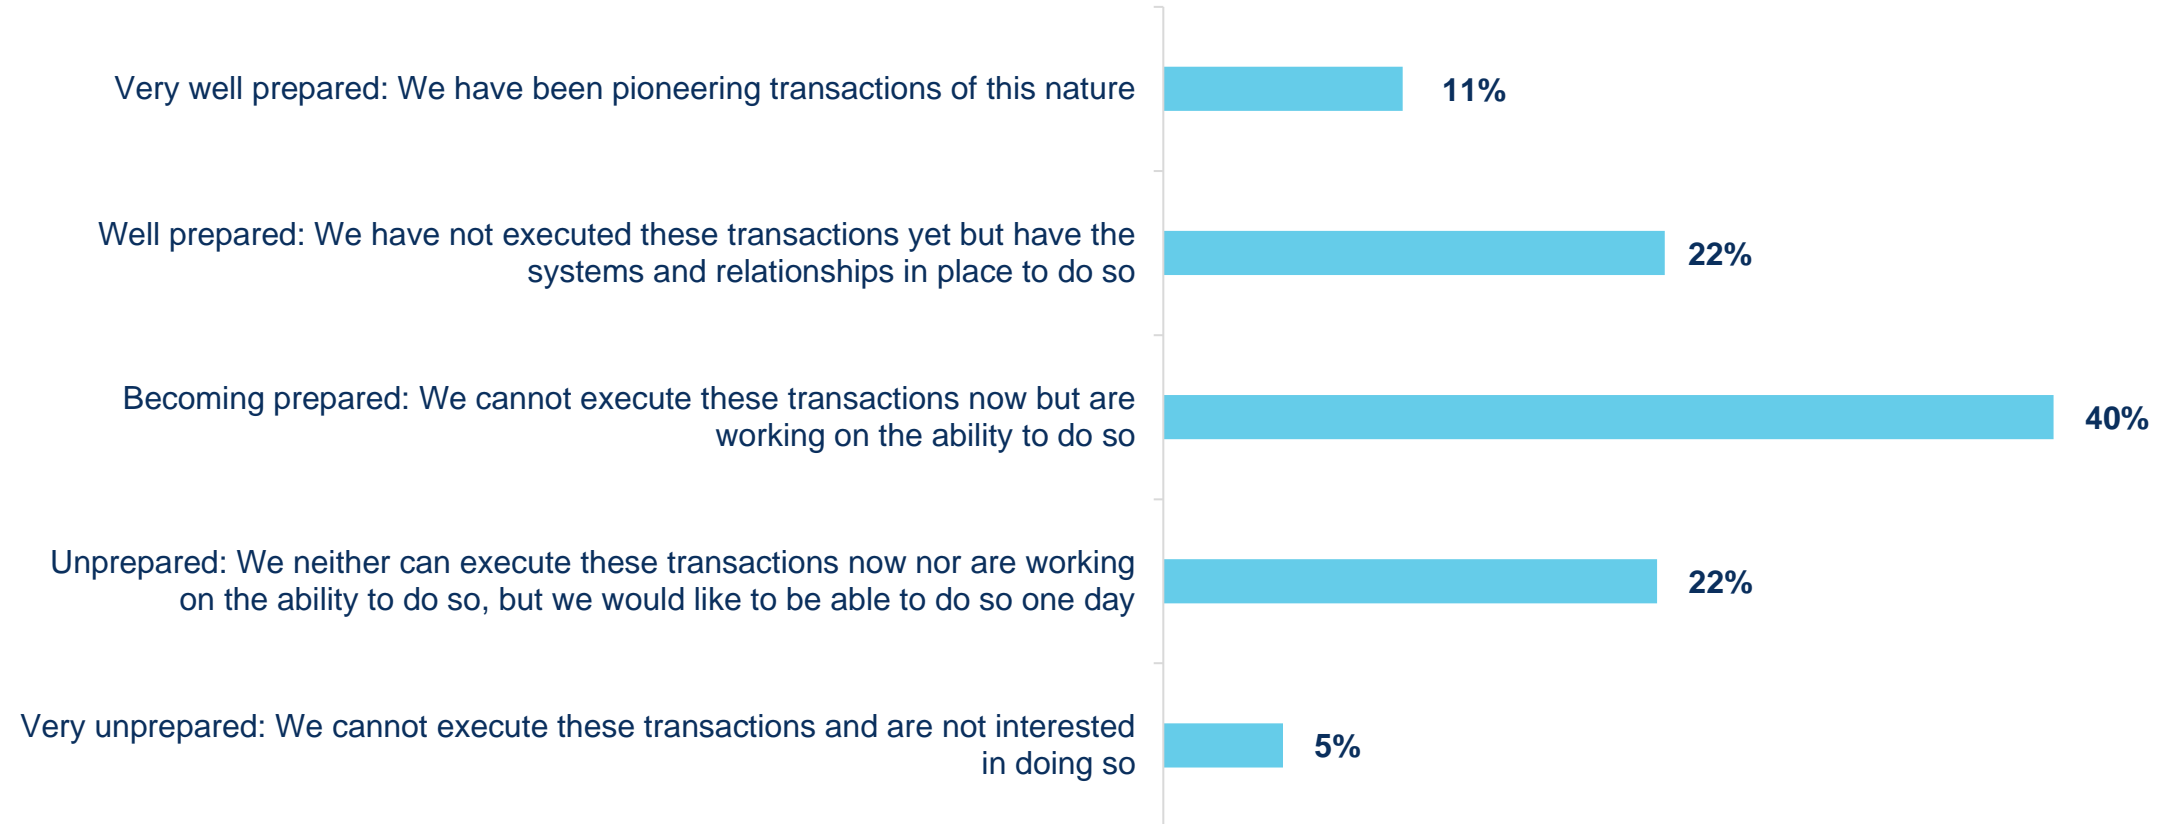 Very well prepared: We have been pioneering transactions of this nature
11%
Well prepared: We have not executed these transactions yet but have the
systems and relationships in place to do so
22%
Becoming prepared: We cannot execute these transactions now but are
working on the ability to do so
40%
Unprepared: We neither can execute these transactions now nor are working
on the ability to do so, but we would like to be able to do so one day
22%
Very unprepared: We cannot execute these transactions and are not interested
in doing so
5%